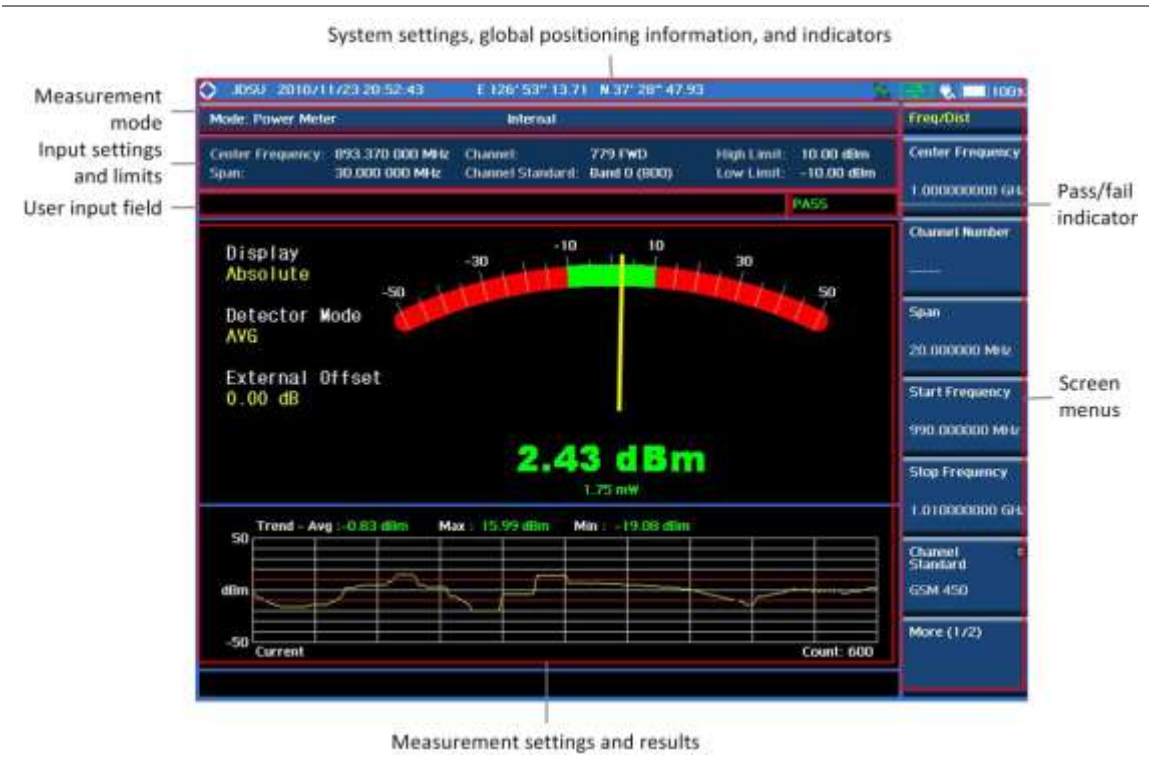 System settings, global positioning information, and indicators
JDSU 2010/11/23 20:52:43 E 126° 53" 13.71 N 37° 28" 47.93 100%
Measurement mode
Mode: Power Meter Internal
Freq/Dist
Input settings and limits
Center Frequency: 893.370 000 MHz Channel: 779 FWD High Limit: 10.00 dBm
Span: 30.000 000 MHz Channel Standard: Band 0 (800) Low Limit: -10.00 dBm
Center Frequency
1.000000000 GHz
User input field
PASS
Pass/fail indicator
Channel Number
-----
Display
Absolute
Detector Mode
AVG
External Offset
0.00 dB
-50
-30
-10
10
30
50
2.43 dBm
1.75 mW
Span
20.000000 MHz
Start Frequency
990.000000 MHz
Screen menus
Stop Frequency
1.010000000 GHz
Trend - Avg : -0.83 dBm Max : 15.99 dBm Min : -19.08 dBm
50
dBm
-50
Current
Count: 600
Channel Standard
GSM 450
More (1/2)
Measurement settings and results